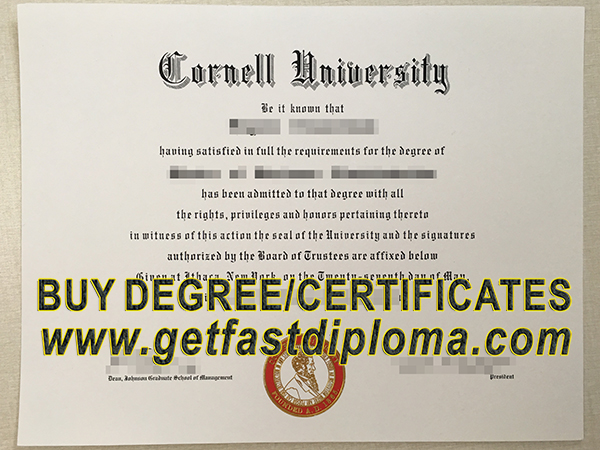 Cornell University
Be it known that
having satisfied in full the requirements for the degree of
has been admitted to that degree with all
the rights, privileges and honors pertaining thereto
in witness of this action the seal of the University and the signatures
authorized by the Board of Trustees are affixed below
Given at Ithaca, New York, on the Twenty-seventh day of May,
BUY DEGREE/CERTIFICATES
www.getfastdiploma.com
Dean, Johnson Graduate School of Management
President
FOUNDED A.D.